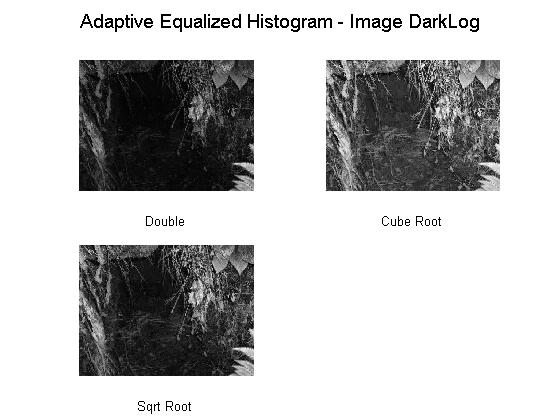 Adaptive Equalized Histogram - Image DarkLog
Double
Cube Root
Sqrt Root